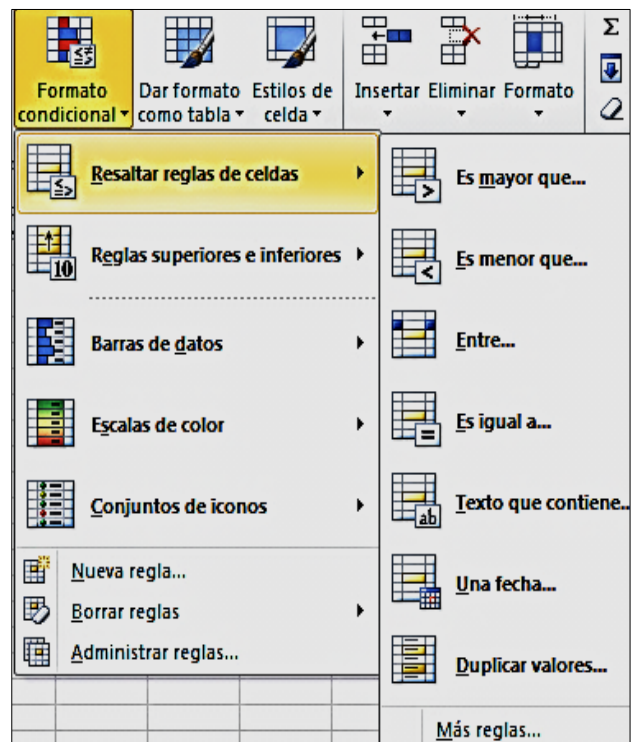 Formato condicional
Dar formato como tabla
Estilos de celda
Insertar
Eliminar
Formato
Σ
Resaltar reglas de celdas
Reglas superiores e inferiores
10
Barras de datos
Escalas de color
Conjuntos de iconos
Nueva regla...
Borrar reglas
Administrar reglas...
Es mayor que...
Es menor que...
Entre...
Es igual a...
ab
Texto que contiene..
Una fecha...
Duplicar valores...
Más reglas...